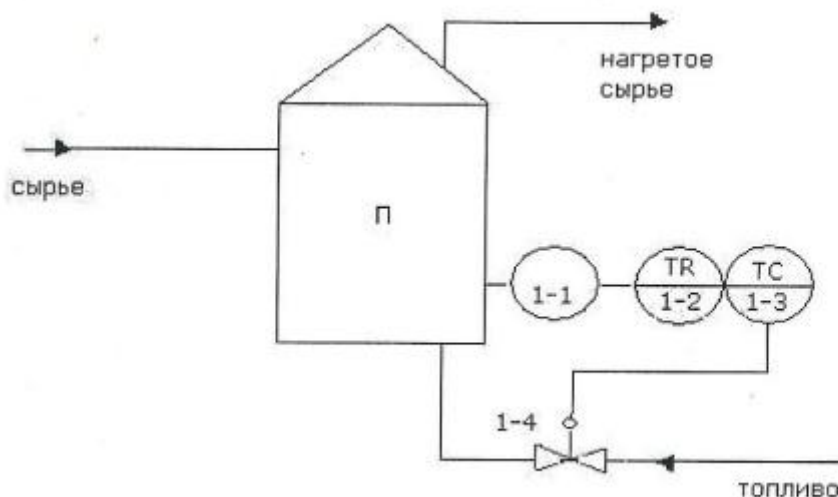 нагретое
сырье
сырье
П
TR
TC
1-1
1-2
1-3
1-4
топливо